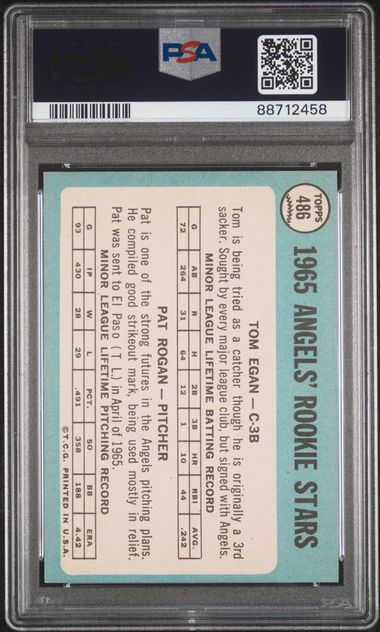 PSA
PSA
88712458
TOPPS
486
1965 ANGELS' ROOKIE STARS
TOM EGAN — C-3B
Tom is being tried as a catcher though he is originally a 3rd
sacker. Sought by every major league club, but signed with Angels.
MINOR LEAGUE LIFETIME BATTING RECORD
G AB R H 2B 3B HR RBI AVG.
72 264 31 64 12 1 10 44 .242
PAT ROGAN — PITCHER
Pat is one of the strong futures in the Angels pitching plans.
He compiled good strikeout mark, being used mostly in relief.
Pat was sent to El Paso (T L) in April of 1965.
MINOR LEAGUE LIFETIME PITCHING RECORD
G IP W L PCT. SO BB ERA
93 430 28 29 .491 358 188 4.42
© T.C.G. PRINTED IN U.S.A.